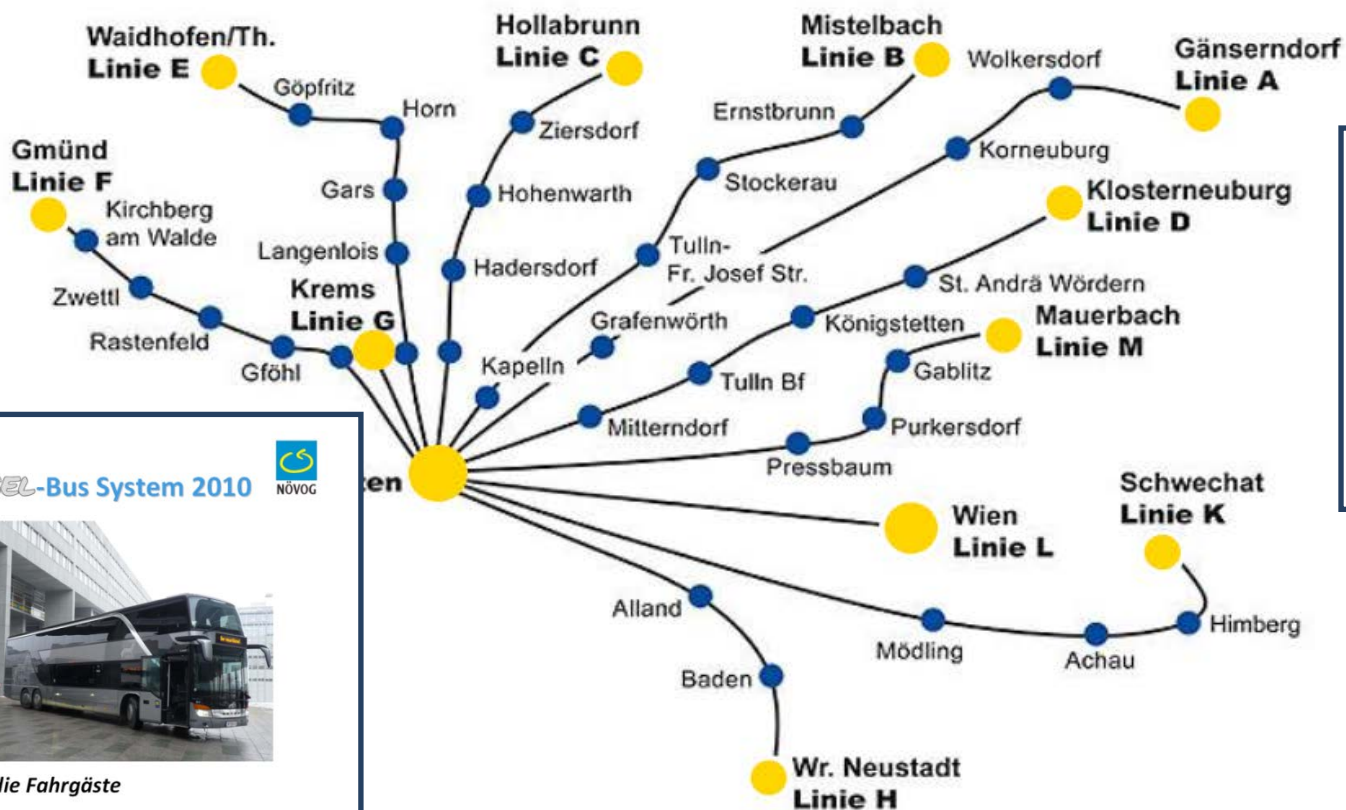 Waidhofen/Th.
Linie E
Göpfritz
Horn
Gars
Langenlois
Gmünd
Linie F
Kirchberg
am Walde
Zwettl
Rastenfeld
Gföhl
Krems
Linie G
Hollabrunn
Linie C
Ziersdorf
Hohenwarth
Hadersdorf
Mistelbach
Linie B
Ernstbrunn
Stockerau
Tulln-
Fr. Josef Str.
Kapelln
Gänserndorf
Linie A
Wolkersdorf
Korneuburg
Grafenwörth
Klosterneuburg
Linie D
St. Andrä Wördern
Königstetten
Tulln Bf
Mitterndorf
Mauerbach
Linie M
Gablitz
Purkersdorf
Pressbaum
Wien
Linie L
Schwechat
Linie K
Himberg
Achau
Mödling
Alland
Baden
Wr. Neustadt
Linie H
-Bus System 2010
NÖVOG
die Fahrgäste